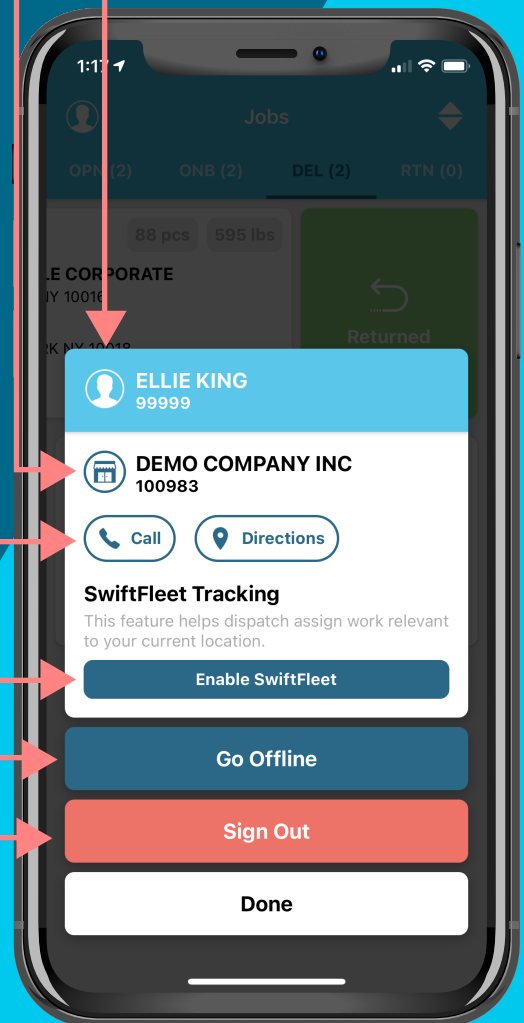 1:17
Jobs
OPN (2) ONB (2) DEL (2) RTN (0)
88 pcs 595 lbs
LE CORPORATE
NY 10016
RK NY 10018
Returned
ELLIE KING
99999
DEMO COMPANY INC
100983
Call Directions
SwiftFleet Tracking
This feature helps dispatch assign work relevant
to your current location.
Enable SwiftFleet
Go Offline
Sign Out
Done